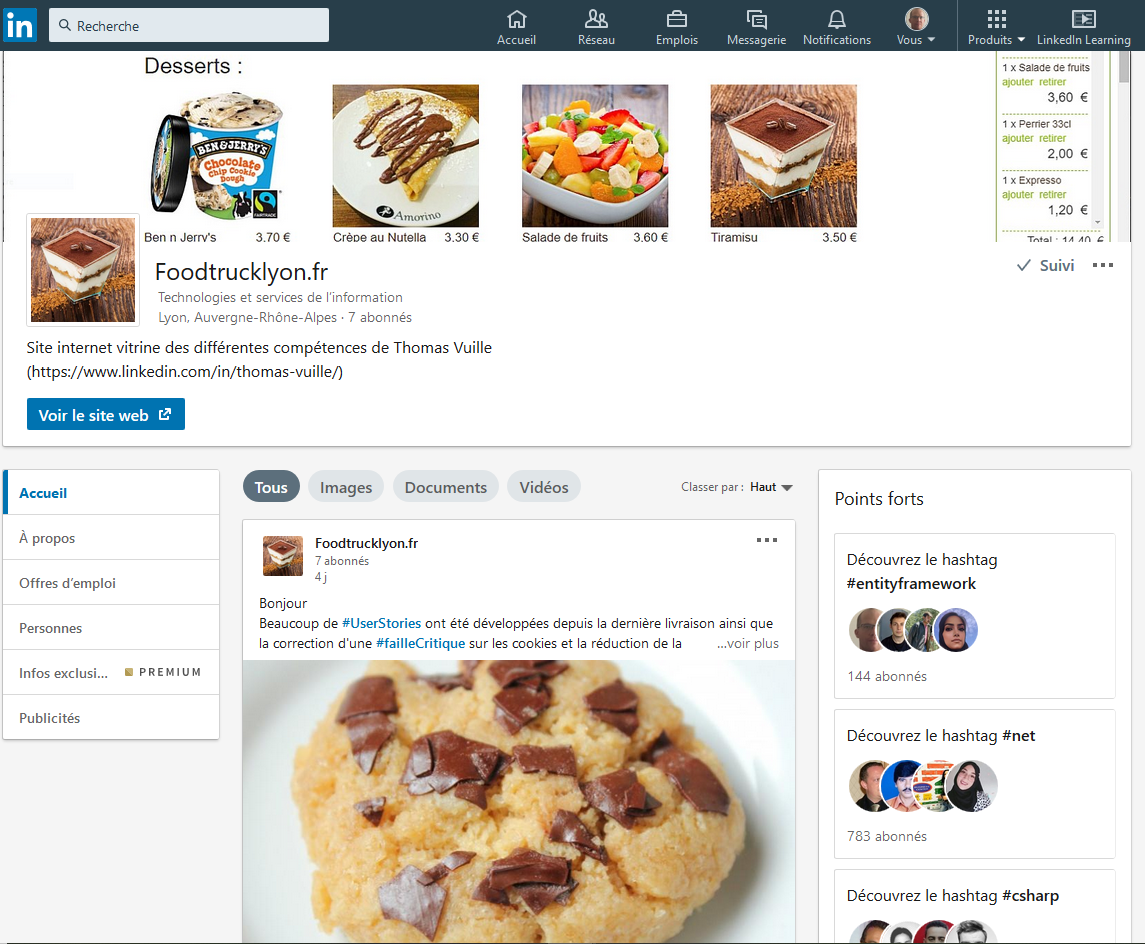 in
Recherche
Accueil
Réseau
Emplois
Messagerie
Notifications
Vous
Produits
LinkedIn Learning
Desserts :
BEN & JERRY'S
Chocolate
Chip Cookie
Dough
FAIRTRADE
Amorino
Ben n Jerry's 3.70 €
Crèpe au Nutella 3.30 €
Salade de fruits 3.60 €
Tiramisu 3.50 €
1 x Salade de fruits
ajouter retirer
3,60 €
1 x Perrier 33cl
ajouter retirer
2,00 €
1 x Expresso
ajouter retirer
1,20 €
Total : 14,40 €
Foodtrucklyon.fr
Technologies et services de l'information
Lyon, Auvergne-Rhône-Alpes · 7 abonnés
Suivi
Site internet vitrine des différentes compétences de Thomas Vuille
(https://www.linkedin.com/in/thomas-vuille/)
Voir le site web
Accueil
À propos
Offres d'emploi
Personnes
Infos exclusi... PREMIUM
Publicités
Tous
Images
Documents
Vidéos
Classer par : Haut
Foodtrucklyon.fr
7 abonnés
4 j
Bonjour
Beaucoup de #UserStories ont été développées depuis la dernière livraison ainsi que
la correction d'une #failleCritique sur les cookies et la réduction de la ...voir plus
Points forts
Découvrez le hashtag
#entityframework
144 abonnés
Découvrez le hashtag #net
783 abonnés
Découvrez le hashtag #csharp